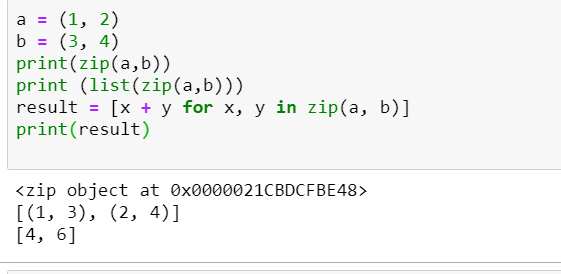 a = (1, 2)
b = (3, 4)
print(zip(a,b))
print (list(zip(a,b)))
result = [x + y for x, y in zip(a, b)]
print(result)
<zip object at 0x0000021CBDCFBE48>
[(1, 3), (2, 4)]
[4, 6]